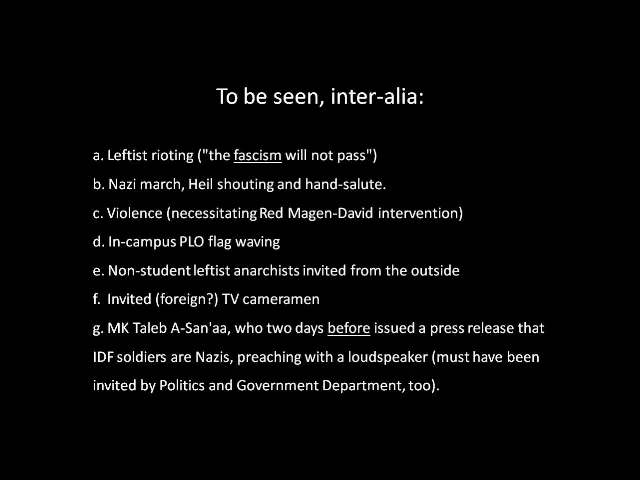 To be seen, inter-alia:
a. Leftist rioting ("the fascism will not pass")
b. Nazi march, Heil shouting and hand-salute.
c. Violence (necessitating Red Magen-David intervention)
d. In-campus PLO flag waving
e. Non-student leftist anarchists invited from the outside
f. Invited (foreign?) TV cameramen
g. MK Taleb A-San'aa, who two days before issued a press release that
IDF soldiers are Nazis, preaching with a loudspeaker (must have been
invited by Politics and Government Department, too).